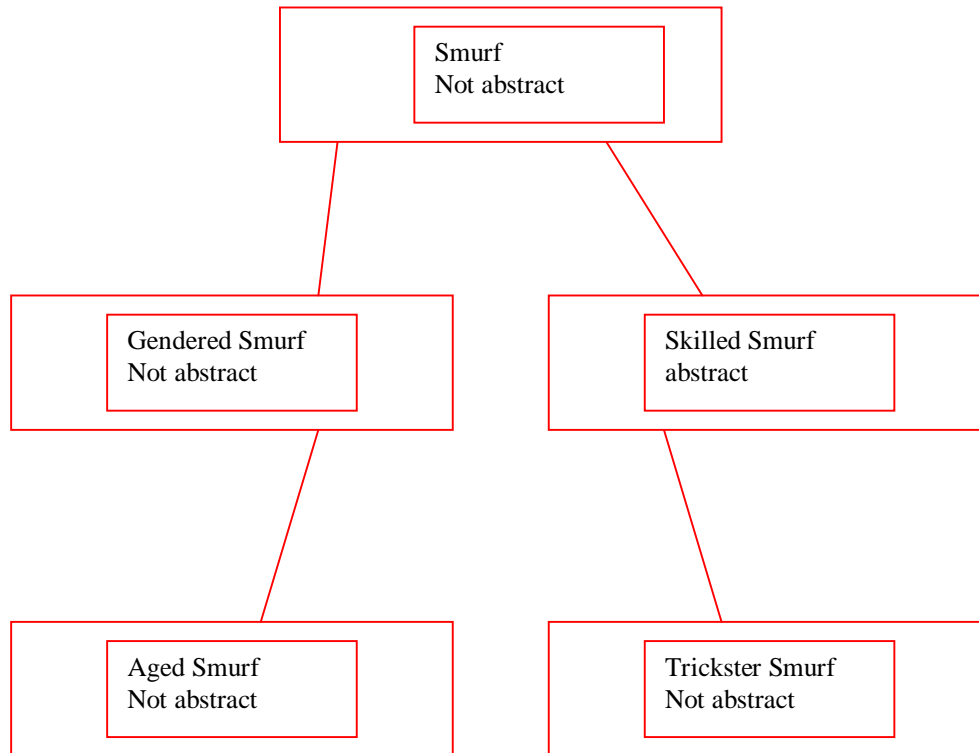 Smurf
Not abstract
Gendered Smurf
Not abstract
Skilled Smurf
abstract
Aged Smurf
Not abstract
Trickster Smurf
Not abstract